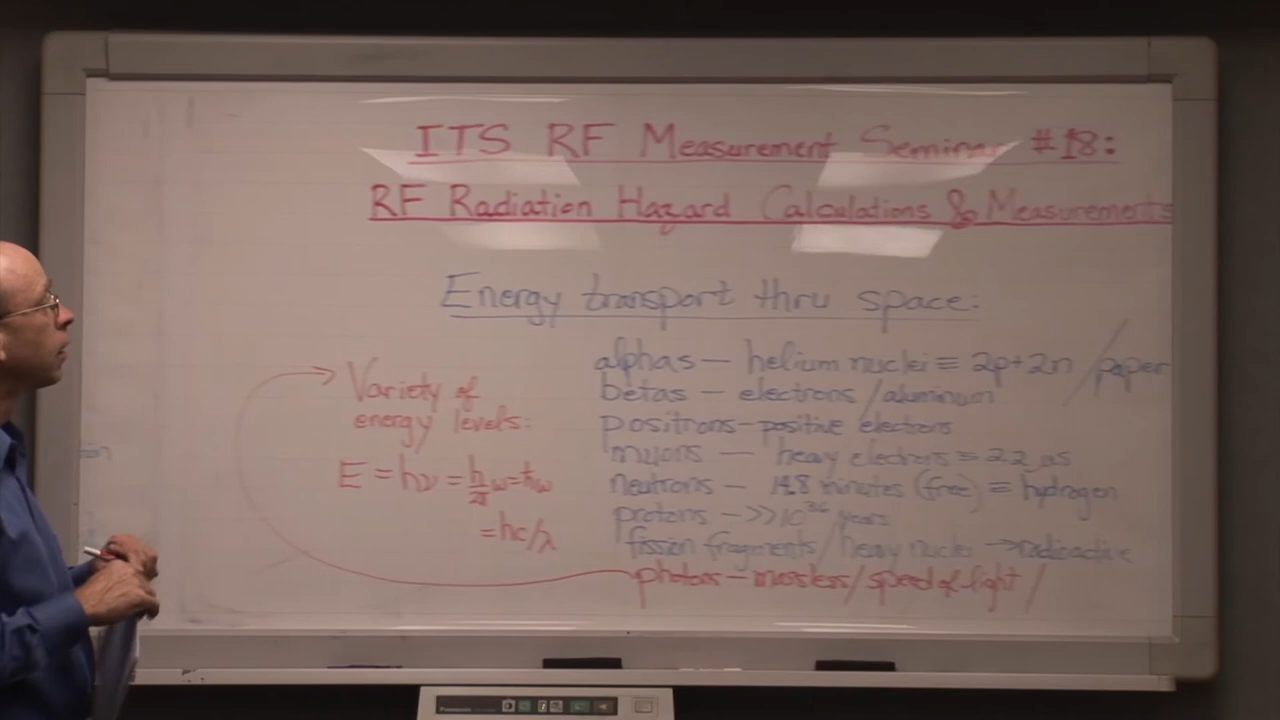 ITS RF Measurement Seminar #18:
RF Radiation Hazard Calculations & Measurements
Energy transport thru space:
alphas — helium nuclei = 2p+2n / paper
betas — electrons / aluminum
positrons — positive electrons
muons — heavy electrons = 2.2 μs
neutrons — 14.8 minutes (free) = hydrogen
protons — >>10³⁶ years
fission fragments / heavy nuclei → radioactive
photons — massless / speed of light /
Variety of
energy levels:
E = hν = h/2π ω = ħω
= hc/λ
Panasonic